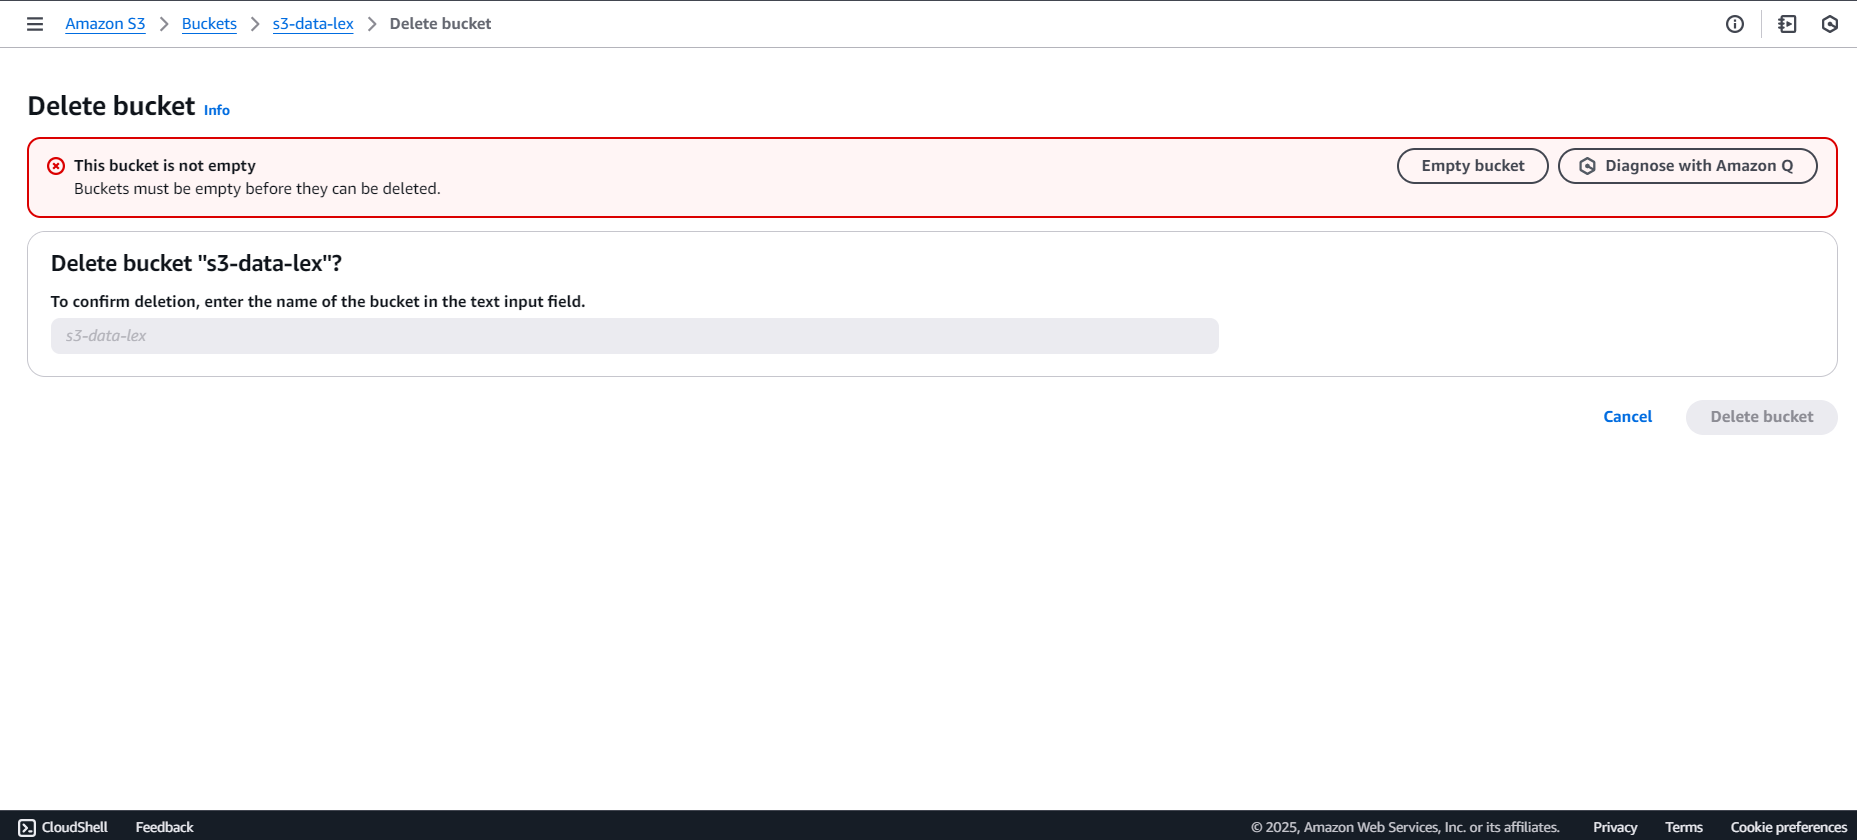 Amazon S3 > Buckets > s3-data-lex > Delete bucket
Delete bucket Info
This bucket is not empty
Buckets must be empty before they can be deleted.
Empty bucket
Diagnose with Amazon Q
Delete bucket "s3-data-lex"?
To confirm deletion, enter the name of the bucket in the text input field.
s3-data-lex
Cancel
Delete bucket
CloudShell Feedback © 2025, Amazon Web Services, Inc. or its affiliates. Privacy Terms Cookie preferences